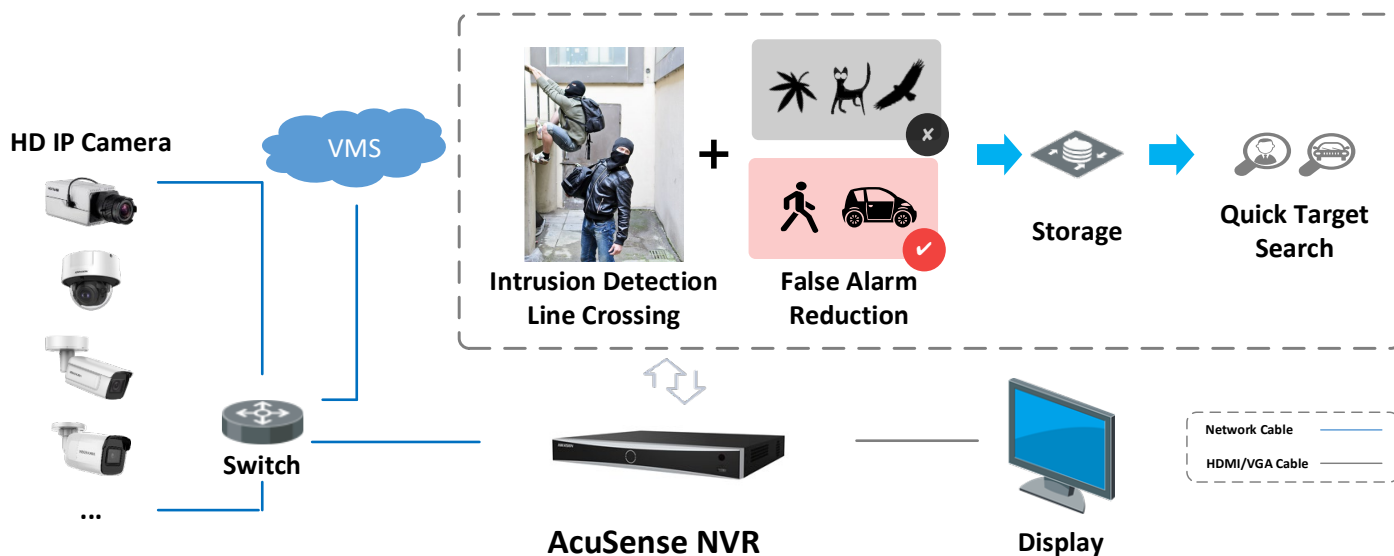 HD IP Camera
VMS
Intrusion Detection
Line Crossing
+
False Alarm
Reduction
Storage
Quick Target
Search
Switch
...
HIKVISION
AcuSense NVR
Display
Network Cable
HDMI/VGA Cable